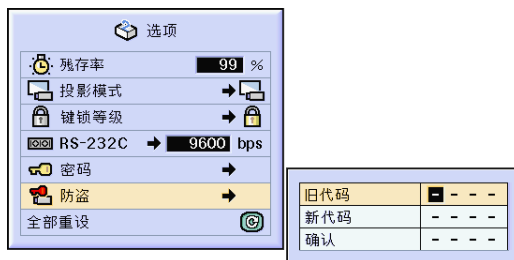 选项
残存率 99 %
投影模式
键锁等级
RS-232C 9600 bps
密码
防盗
全部重设
旧代码 - - - -
新代码 - - - -
确认 - - - -